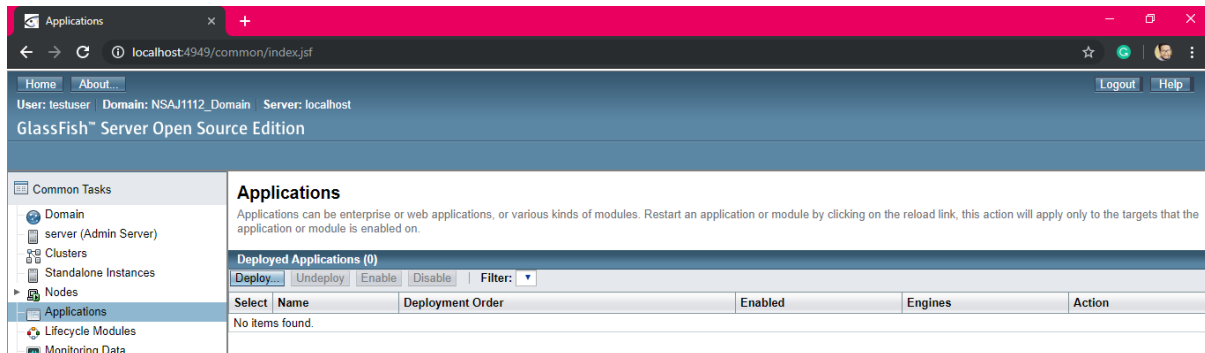 Applications
localhost:4949/common/index.jsf
Home About... Logout Help
User: testuser Domain: NSAJ1112_Domain Server: localhost
GlassFish™ Server Open Source Edition
Common Tasks
Domain
server (Admin Server)
Clusters
Standalone Instances
Nodes
Applications
Lifecycle Modules
Monitoring Data
Applications
Applications can be enterprise or web applications, or various kinds of modules. Restart an application or module by clicking on the reload link, this action will apply only to the targets that the
application or module is enabled on.
Deployed Applications (0)
Deploy... Undeploy Enable Disable Filter:
Select Name Deployment Order Enabled Engines Action
No items found.